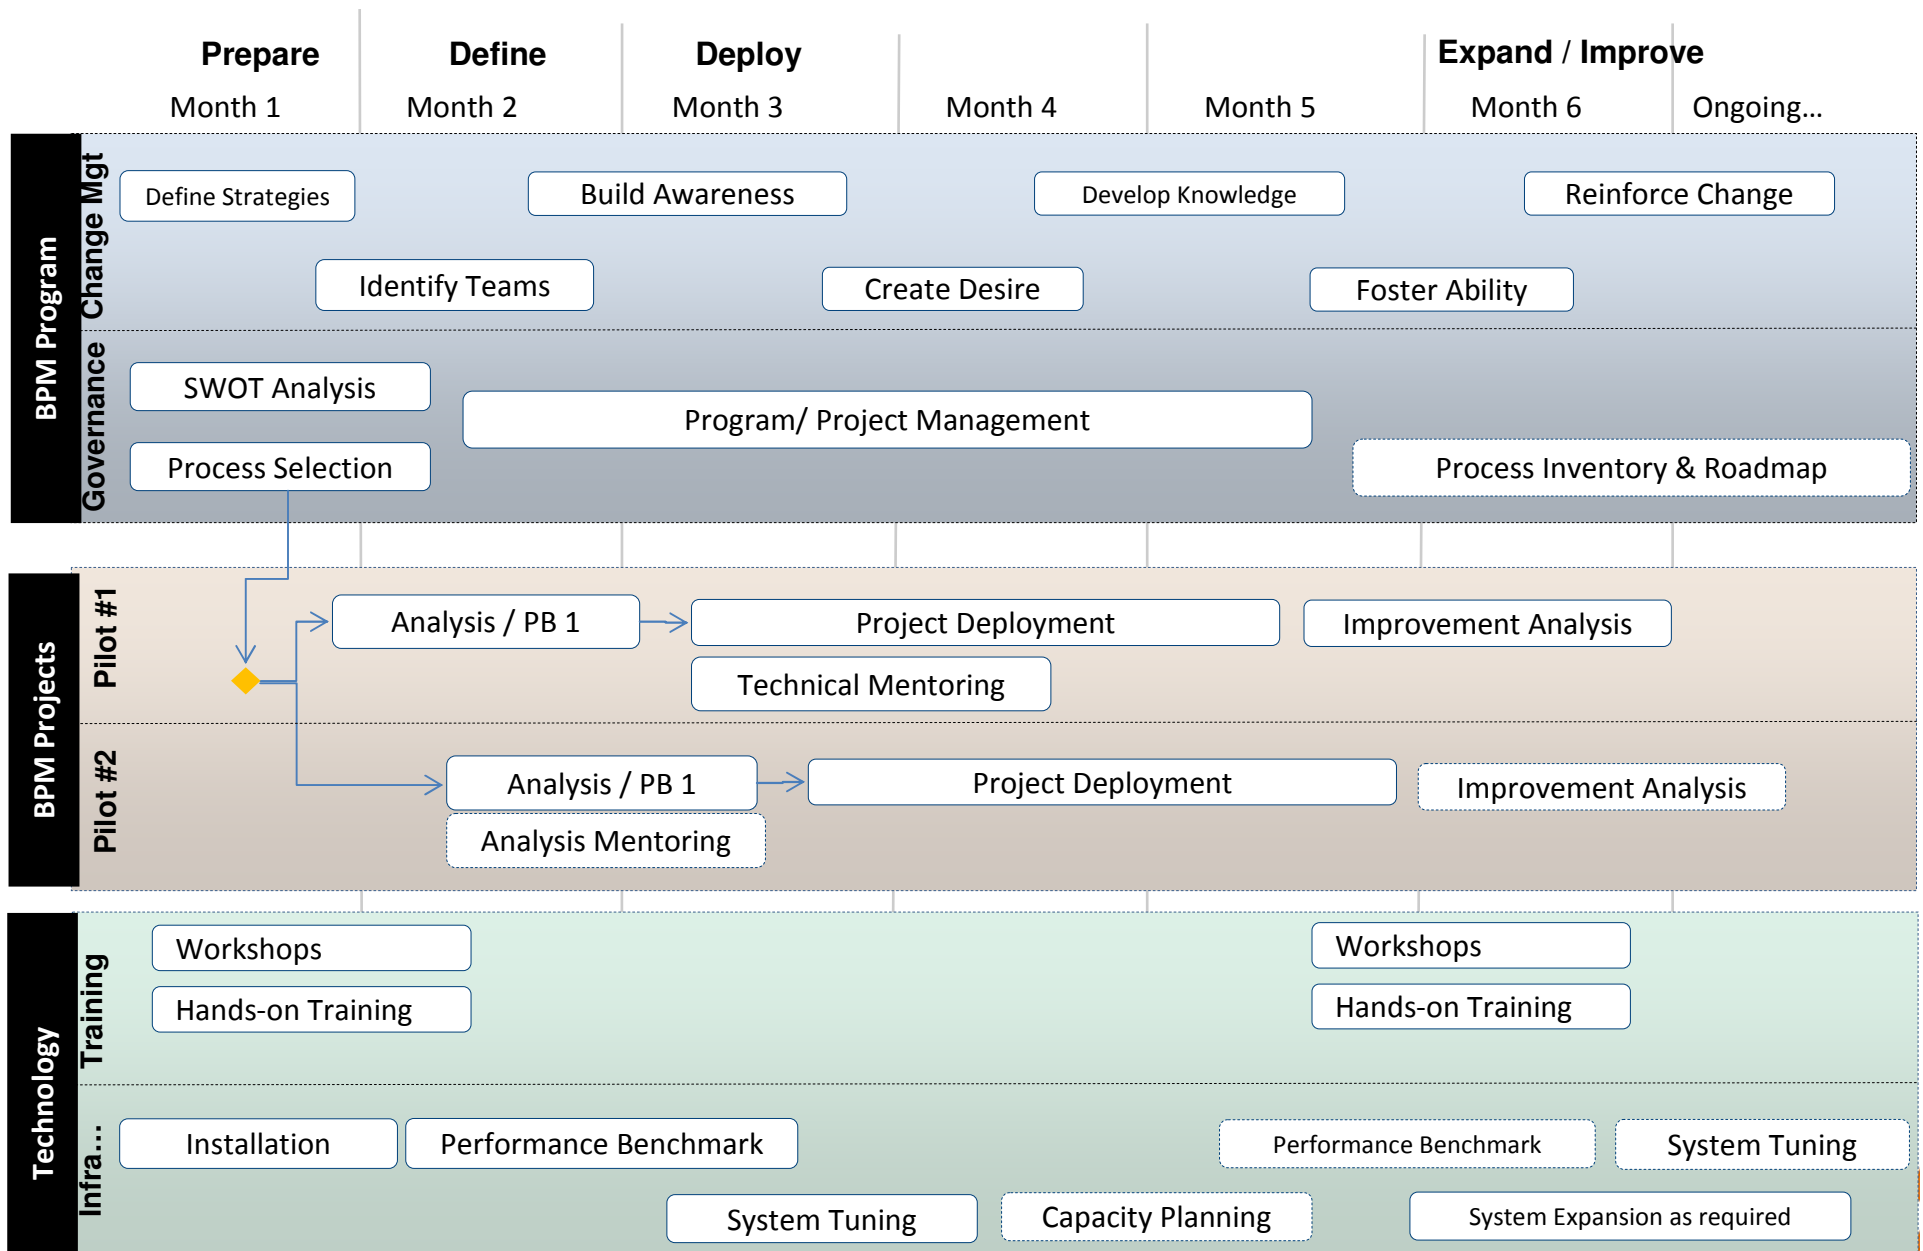 Prepare
Define
Deploy
Expand / Improve
Month 1
Month 2
Month 3
Month 4
Month 5
Month 6
Ongoing…
BPM Program
Change Mgt
Define Strategies
Build Awareness
Develop Knowledge
Reinforce Change
Identify Teams
Create Desire
Foster Ability
Governance
SWOT Analysis
Program/ Project Management
Process Selection
Process Inventory & Roadmap
BPM Projects
Pilot #1
Analysis / PB 1
Project Deployment
Improvement Analysis
Technical Mentoring
Pilot #2
Analysis / PB 1
Project Deployment
Improvement Analysis
Analysis Mentoring
Technology
Training
Workshops
Workshops
Hands-on Training
Hands-on Training
Infra…
Installation
Performance Benchmark
Performance Benchmark
System Tuning
System Tuning
Capacity Planning
System Expansion as required